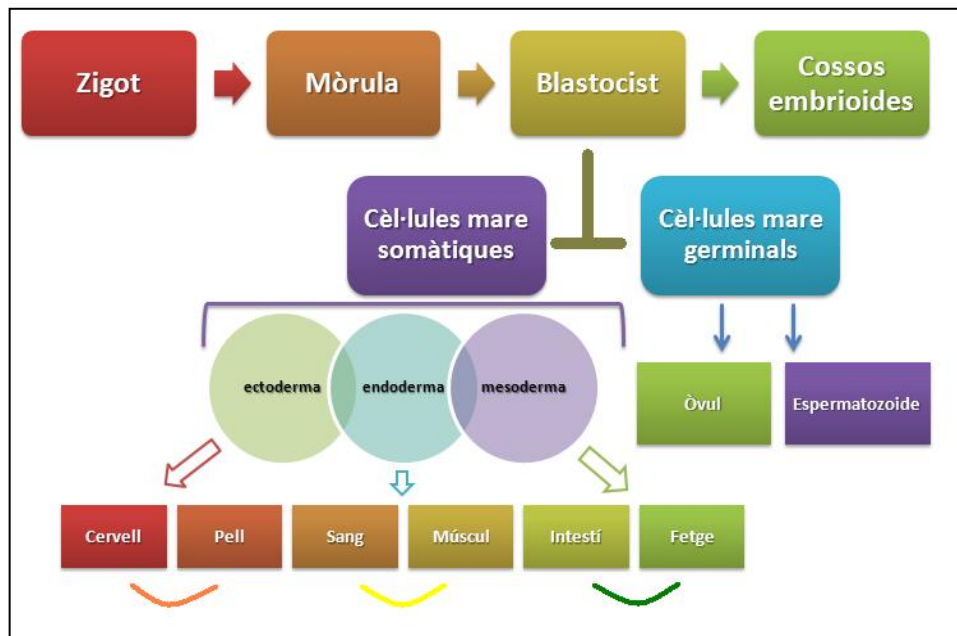 Zigot
Mòrula
Blastocist
Cossos
embrioides
Cèl·lules mare
somàtiques
Cèl·lules mare
germinals
ectoderma
endoderma
mesoderma
Òvul
Espermatozoide
Cervell
Pell
Sang
Múscul
Intestí
Fetge